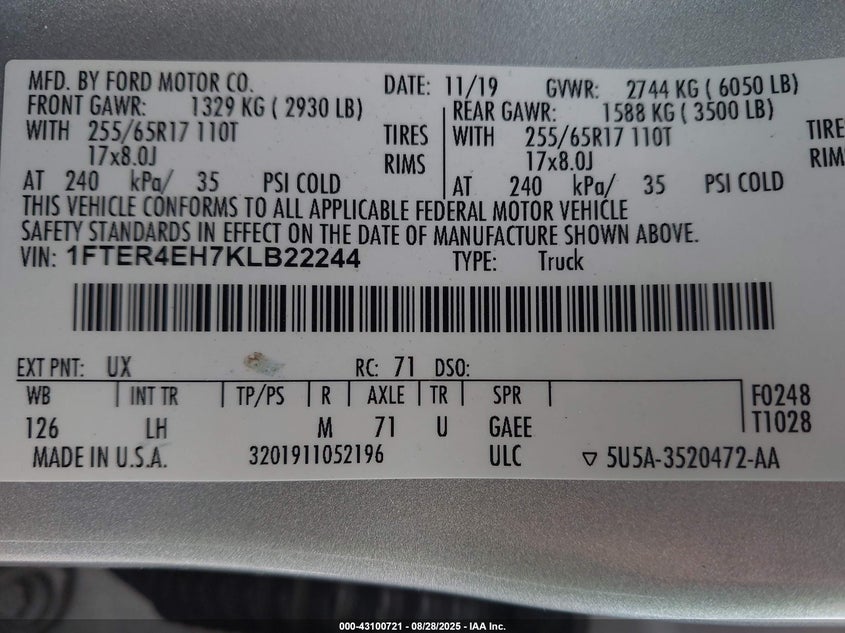 MFD. BY FORD MOTOR CO. DATE: 11/19 GVWR: 2744 KG ( 6050 LB)
FRONT GAWR: 1329 KG ( 2930 LB) REAR GAWR: 1588 KG ( 3500 LB)
WITH 255/65R17 110T TIRES WITH 255/65R17 110T TIRE
17x8.0J RIMS 17x8.0J RIM
AT 240 kPa/ 35 PSI COLD AT 240 kPa/ 35 PSI COLD
THIS VEHICLE CONFORMS TO ALL APPLICABLE FEDERAL MOTOR VEHICLE
SAFETY STANDARDS IN EFFECT ON THE DATE OF MANUFACTURE SHOWN ABOVE.
VIN: 1FTER4EH7KLB22244 TYPE: Truck
EXT PNT: UX RC: 71 DSO:
WB INT TR TP/PS R AXLE TR SPR F0248
126 LH M 71 U GAEE T1028
MADE IN U.S.A. 3201911052196 ULC ▽ 5U5A-3520472-AA
000-43100721 - 08/28/2025 - IAA Inc.